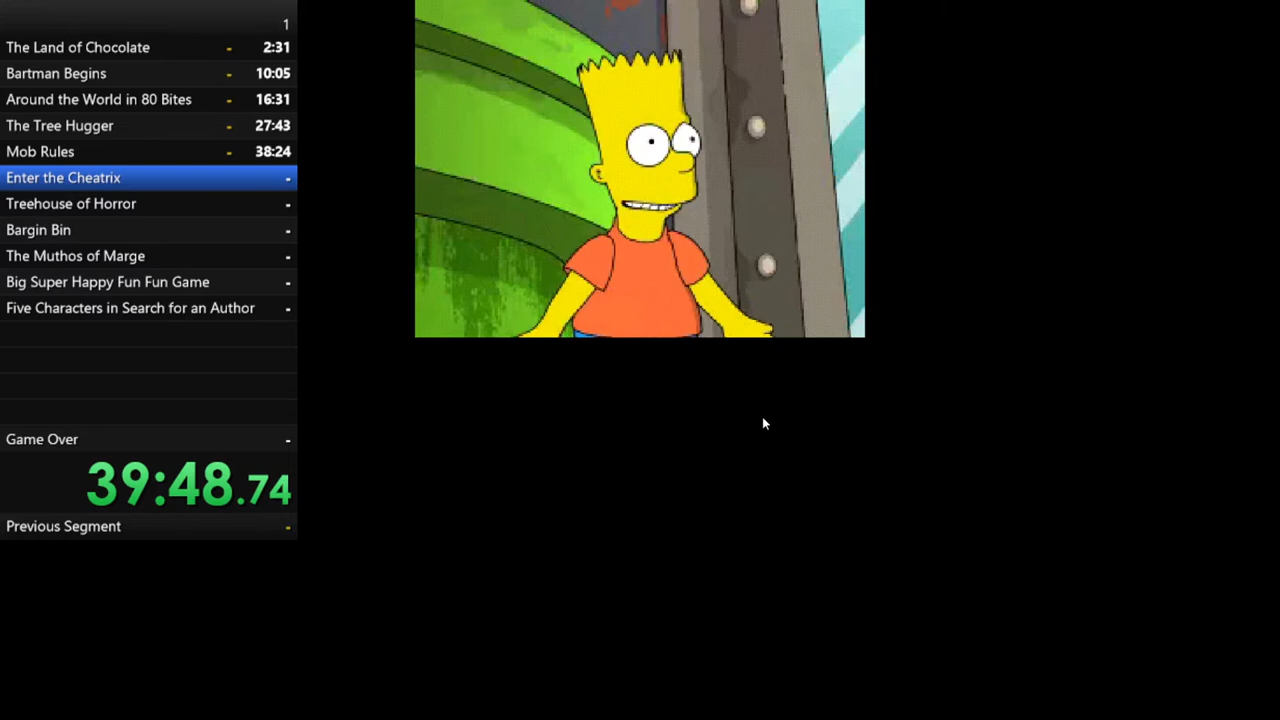 1
The Land of Chocolate - 2:31
Bartman Begins - 10:05
Around the World in 80 Bites - 16:31
The Tree Hugger - 27:43
Mob Rules - 38:24
Enter the Cheatrix -
Treehouse of Horror -
Bargin Bin -
The Muthos of Marge -
Big Super Happy Fun Fun Game -
Five Characters in Search for an Author -
Game Over -
39:48.74
Previous Segment -